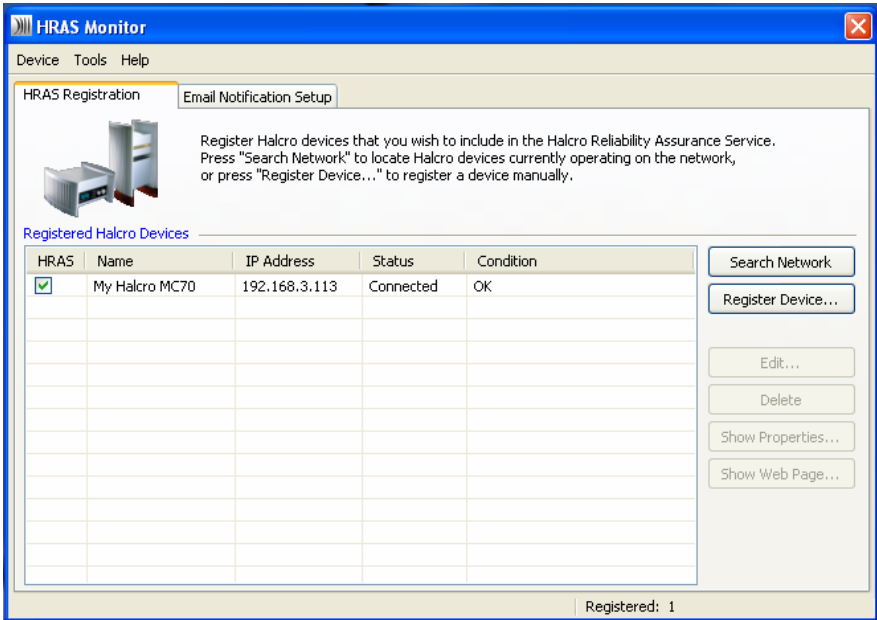 HRAS Monitor
Device Tools Help
HRAS Registration Email Notification Setup
Register Halcro devices that you wish to include in the Halcro Reliability Assurance Service.
Press "Search Network" to locate Halcro devices currently operating on the network,
or press "Register Device..." to register a device manually.
Registered Halcro Devices
HRAS Name IP Address Status Condition
My Halcro MC70 192.168.3.113 Connected OK
Search Network
Register Device...
Edit...
Delete
Show Properties...
Show Web Page...
Registered: 1